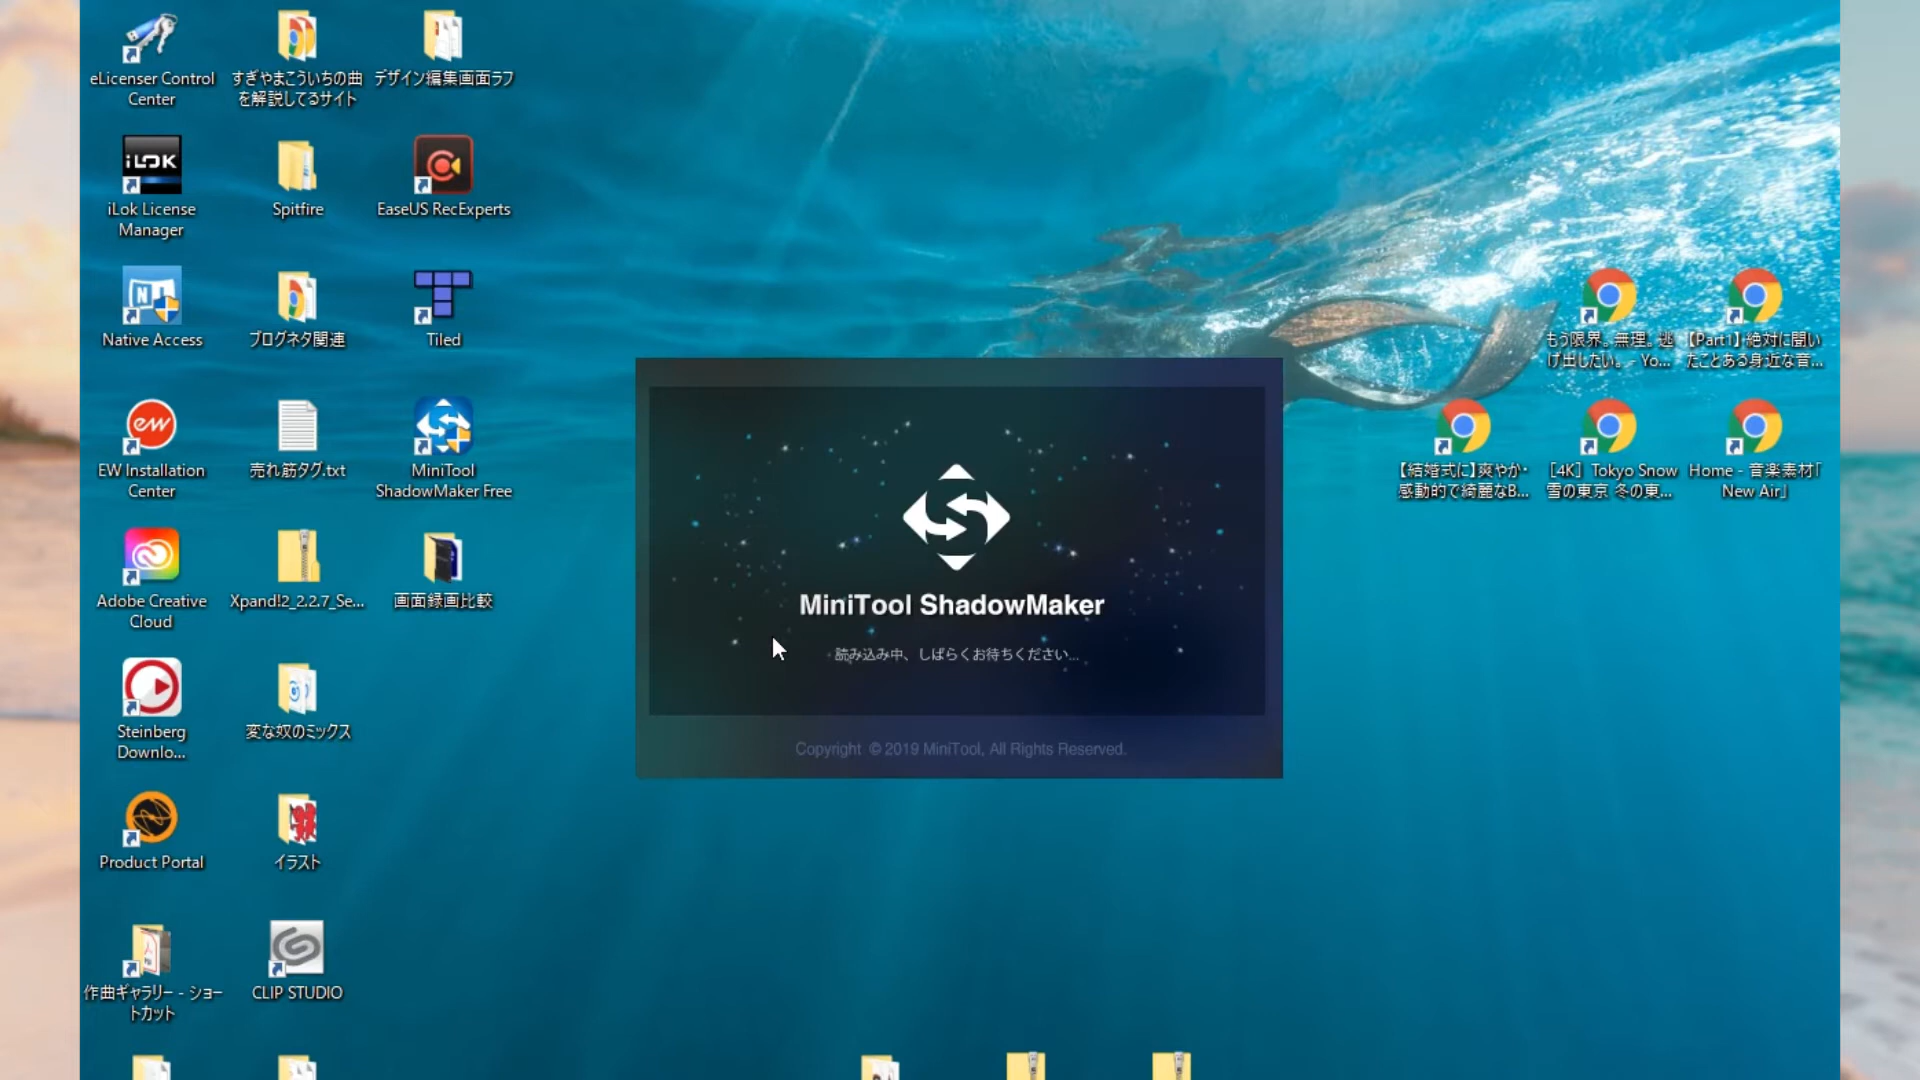 eLicenser Control
Center
すぎやまこういちの曲
を解説してるサイト
デザイン編集画面ラフ
iLOK
iLok License
Manager
Spitfire
EaseUS RecExperts
Native Access
ブログネタ関連
Tiled
もう限界。無理。逃
げ出したい。 - Yo...
【Part1】絶対に聞い
たことある身近な音...
EW Installation
Center
売れ筋タグ.txt
MiniTool
ShadowMaker Free
【結婚式に】爽やか・
感動的で綺麗なB...
［4K］Tokyo Snow
雪の東京 冬の東...
Home - 音楽素材「
New Air」
Adobe Creative
Cloud
Xpand!2_2.2.7_Se...
画面録画比較
MiniTool ShadowMaker
読み込み中、しばらくお待ちください...
Copyright © 2019 MiniTool, All Rights Reserved.
Steinberg
Downlo...
変な奴のミックス
Product Portal
イラスト
作曲ギャラリー - ショー
トカット
CLIP STUDIO